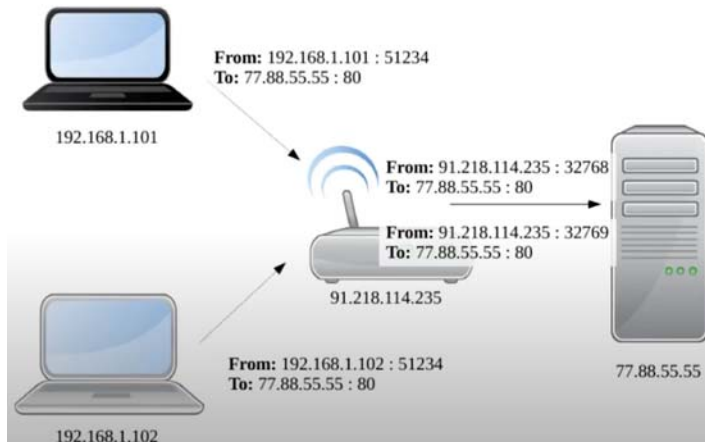 From: 192.168.1.101 : 51234
To: 77.88.55.55 : 80
192.168.1.101
From: 91.218.114.235 : 32768
To: 77.88.55.55 : 80
From: 91.218.114.235 : 32769
To: 77.88.55.55 : 80
91.218.114.235
From: 192.168.1.102 : 51234
To: 77.88.55.55 : 80
77.88.55.55
192.168.1.102